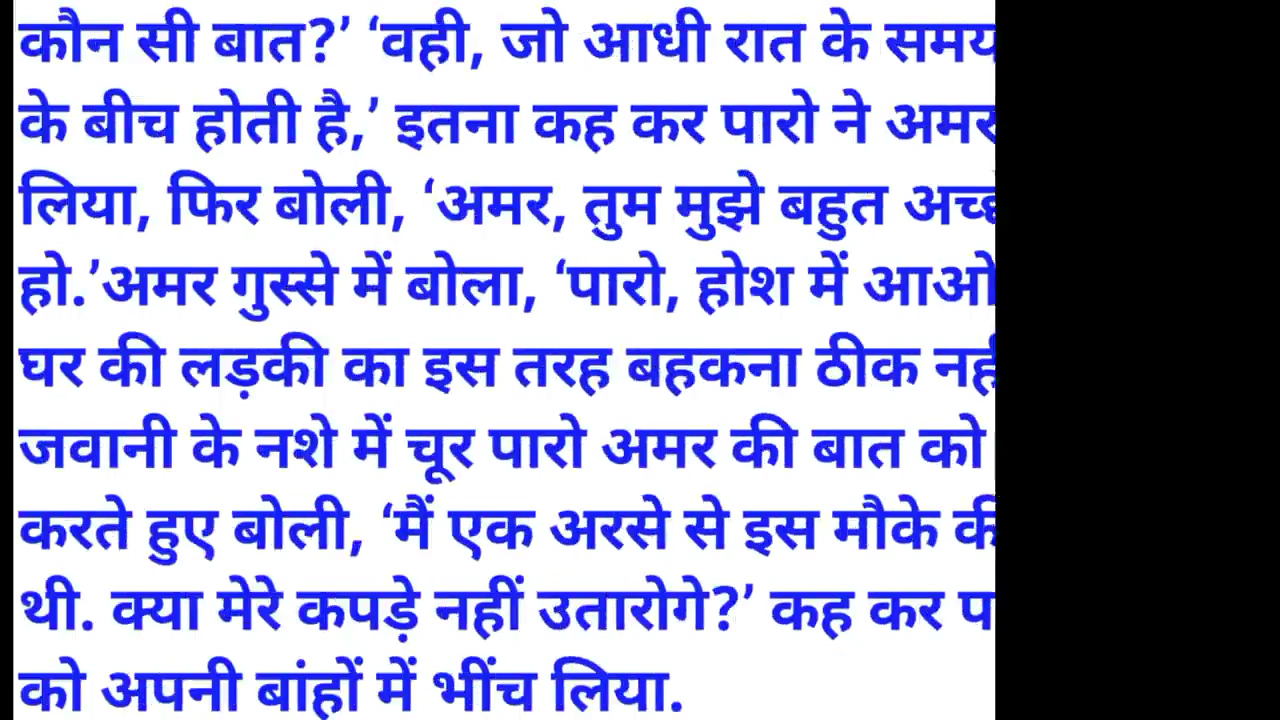 कौन सी बात?’ ‘वही, जो आधी रात के समय
के बीच होती है,’ इतना कह कर पारो ने अमर
लिया, फिर बोली, ‘अमर, तुम मुझे बहुत
हो.’अमर गुस्से में बोला, ‘पारो, होश में आओ
घर की लड़की का इस तरह बहकना ठीक
जवानी के नशे में चूर पारो अमर की बात को
करते हुए बोली, ‘मैं एक अरसे से इस मौके
थी. क्या मेरे कपड़े नहीं उतारोगे?’ कह कर
को अपनी बांहों में भींच लिया.